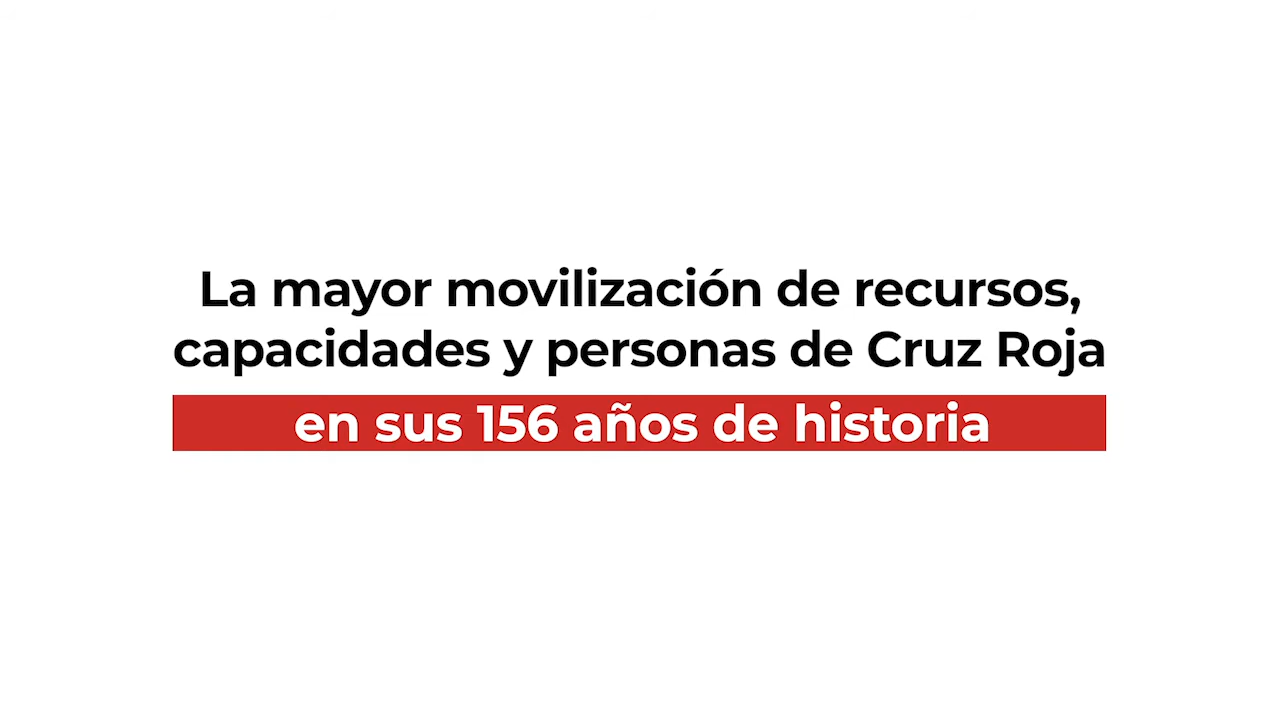 La mayor movilización de recursos,
capacidades y personas de Cruz Roja
en sus 156 años de historia